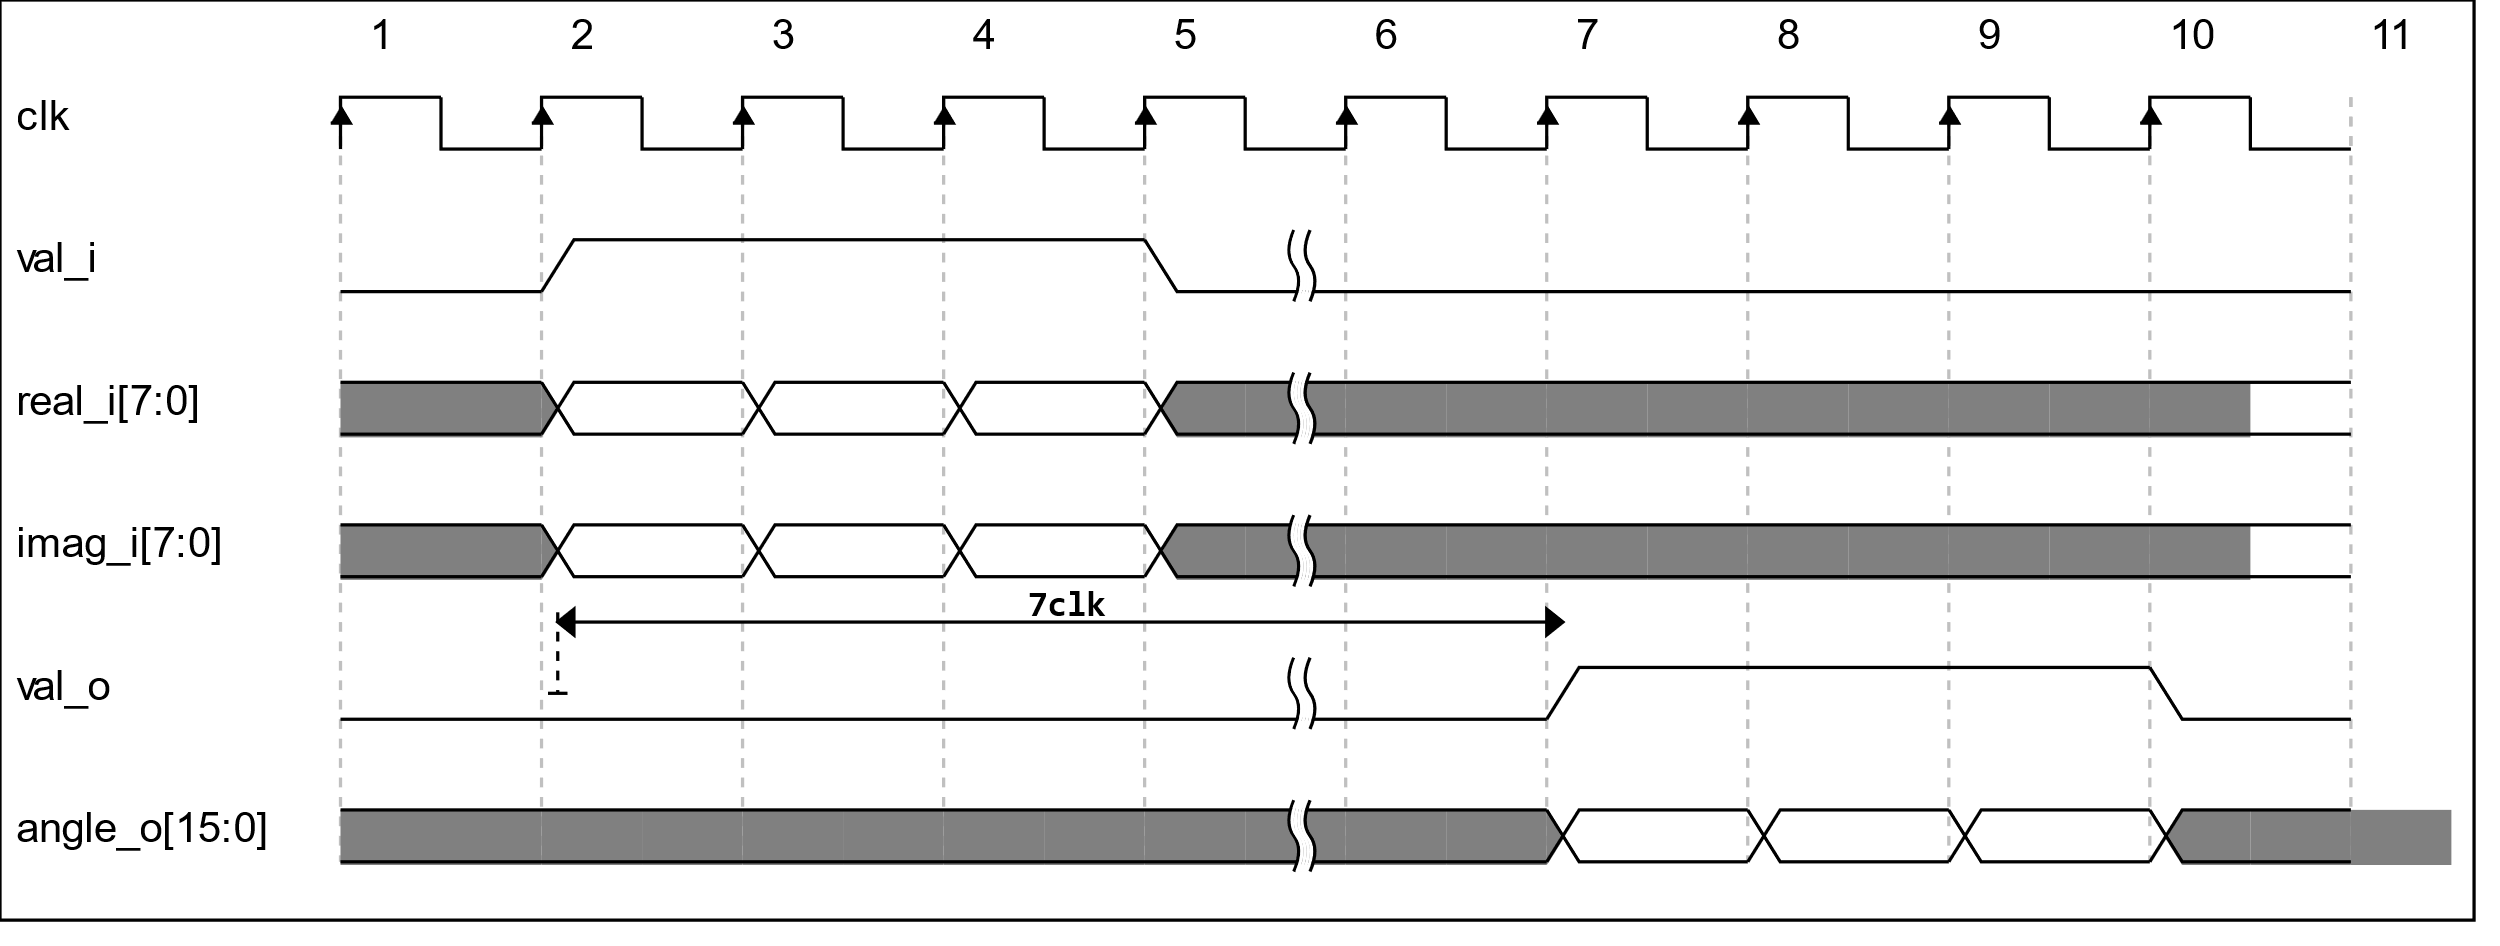 1 2 3 4 5 6 7 8 9 10 11
clk
val_i
real_i[7:0]
imag_i[7:0]
7clk
val_o
angle_o[15:0]